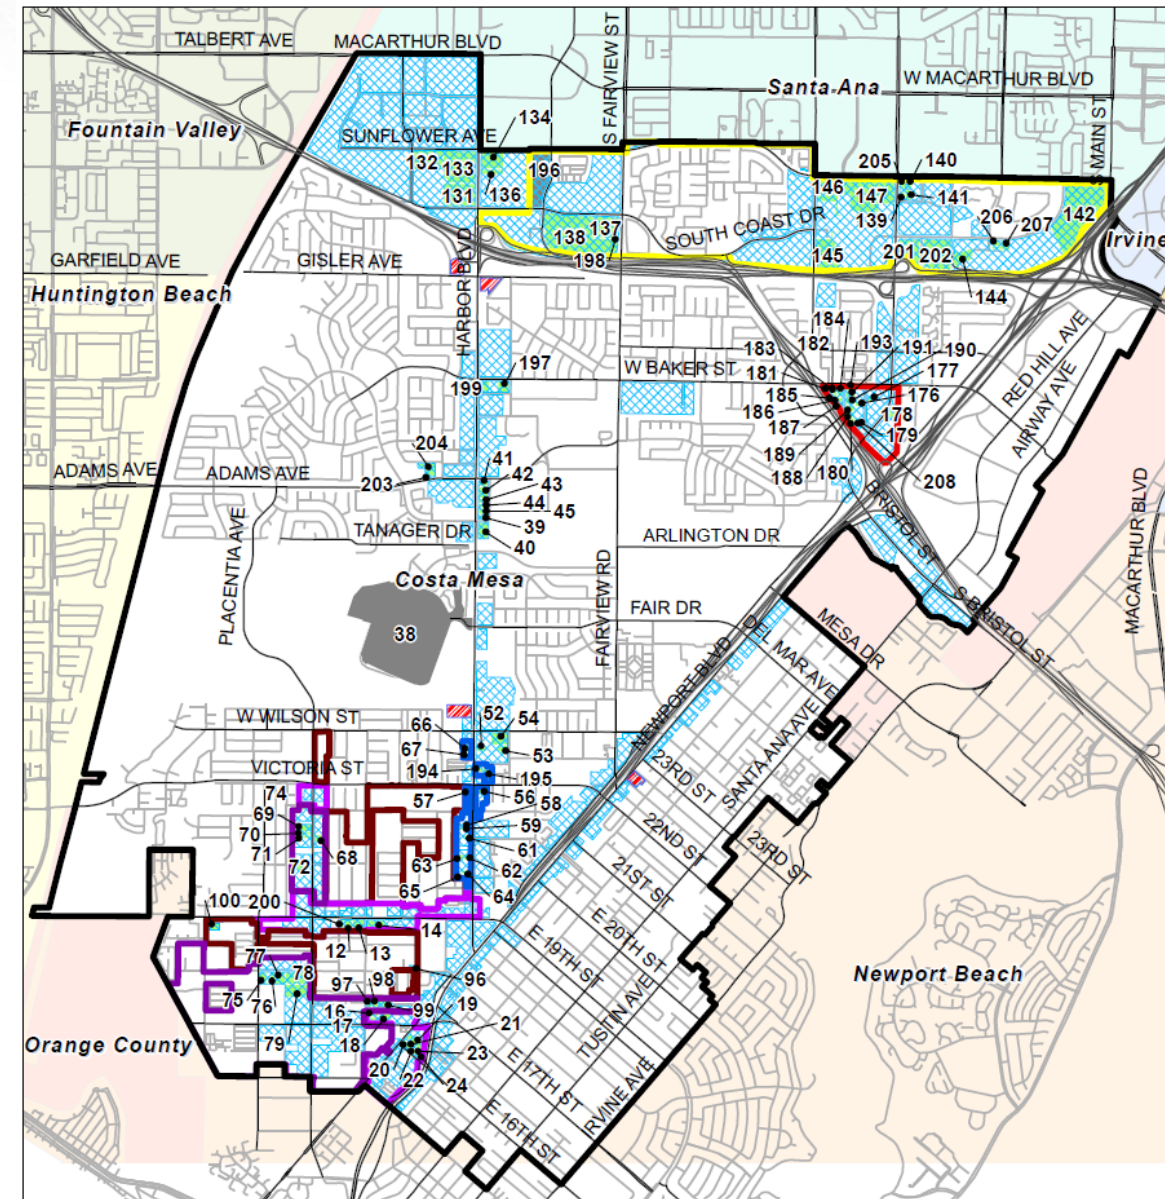 TALBERT AVE
MACARTHUR BLVD
S FAIRVIEW ST
W MACARTHUR BLVD
Santa Ana
S MAIN ST
Fountain Valley
SUNFLOWER AVE
134
132
133
131
136
196
205
140
146
147
139
141
206
207
142
SOUTH COAST DR
138
137
198
145
201
202
144
Irvine
GARFIELD AVE
GISLER AVE
HARBOR BLVD
Huntington Beach
184
182
193
191
190
183
181
177
185
176
186
178
187
179
189
188
180
208
W BAKER ST
RED HILL AVE
AIRWAY AVE
197
199
204
203
41
42
43
44
45
39
40
ADAMS AVE
ADAMS AVE
TANAGER DR
PLACENTIA AVE
ARLINGTON DR
BRISTOL ST
S BRISTOL ST
MACARTHUR BLVD
Costa Mesa
38
FAIR DR
FAIRVIEW RD
MESA DR
DEL MAR AVE
NEWPORT BLVD
SANTA ANA AVE
W WILSON ST
66
67
52
54
53
194
195
VICTORIA ST
57
56
58
59
61
62
63
65
64
74
69
70
71
72
68
23RD ST
22ND ST
23RD ST
21ST ST
E 20TH ST
E 19TH ST
TUSTIN AVE
100
200
12
13
14
77
78
75
76
79
97
98
96
99
16
17
18
19
20
21
22
23
24
E 17TH ST
E 16TH ST
RVINE AVE
Orange County
Newport Beach